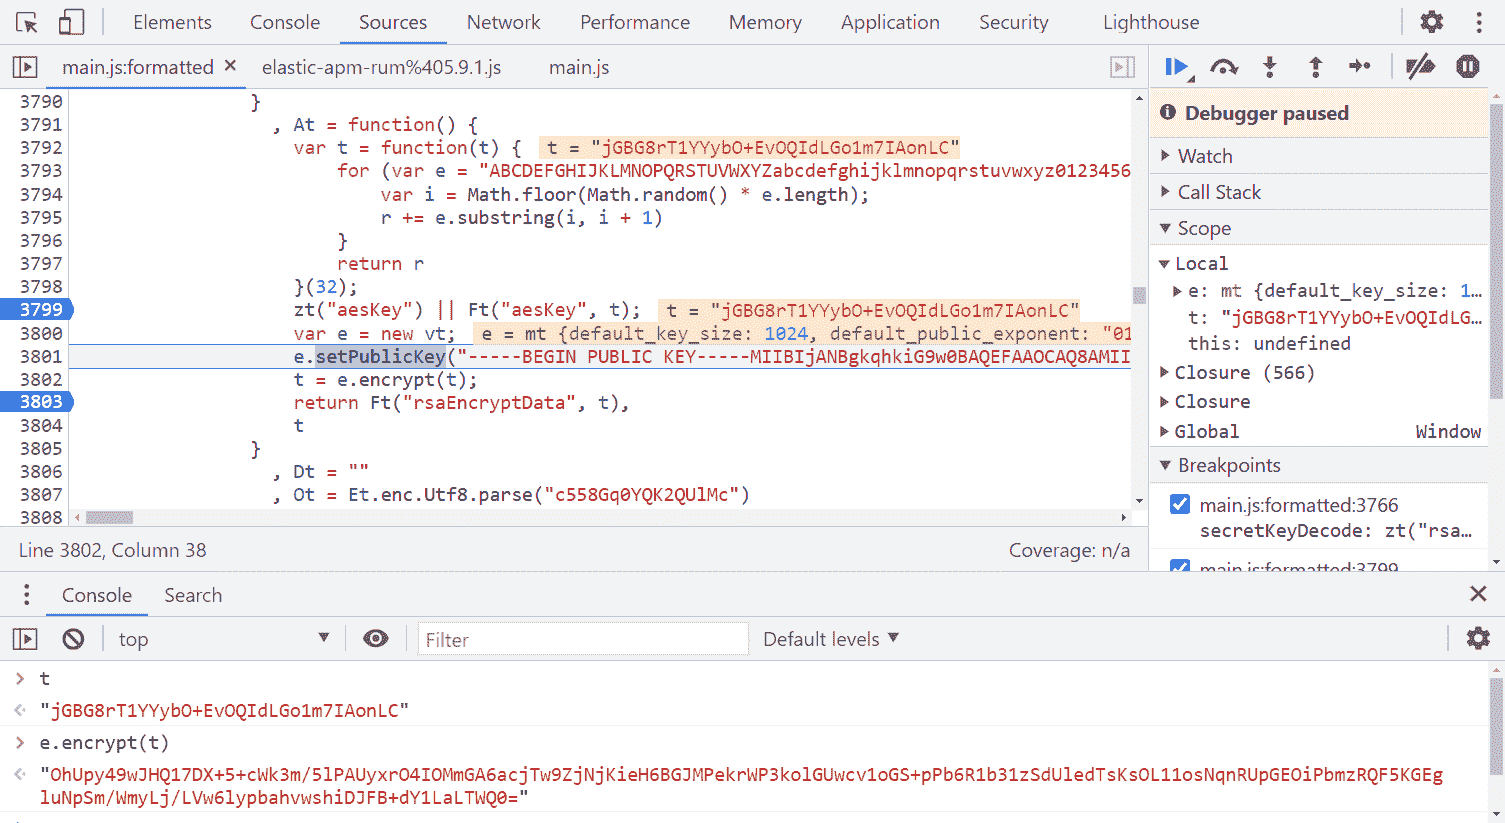 Elements Console Sources Network Performance Memory Application Security Lighthouse
main.js:formatted × elastic-apm-rum%405.9.1.js main.js
3790 }
3791 , At = function() {
3792 var t = function(t) { t = "jGBG8rT1YYybO+EvOQIdLGo1m7IAonLC"
3793 for (var e = "ABCDEFGHIJKLMNOPQRSTUVWXYZabcdefghijklmnopqrstuvwxyz0123456
3794 var i = Math.floor(Math.random() * e.length);
3795 r += e.substring(i, i + 1)
3796 }
3797 return r
3798 }(32);
3799 zt("aesKey") || Ft("aesKey", t); t = "jGBG8rT1YYybO+EvOQIdLGo1m7IAonLC"
3800 var e = new vt; e = mt {default_key_size: 1024, default_public_exponent: "01
3801 e.setPublicKey("-----BEGIN PUBLIC KEY-----MIIBIjANBgkqhkiG9w0BAQEFAAOCAQ8AMII
3802 t = e.encrypt(t);
3803 return Ft("rsaEncryptData", t),
3804 t
3805 }
3806 , Dt = ""
3807 , Ot = Et.enc.Utf8.parse("c558Gq0YQK2QUlMc")
3808
Line 3802, Column 38 Coverage: n/a
Debugger paused
Watch
Call Stack
Scope
Local
e: mt {default_key_size: 1…
t: "jGBG8rT1YYybO+EvOQIdLG…
this: undefined
Closure (566)
Closure
Global Window
Breakpoints
main.js:formatted:3766
secretKeyDecode: zt("rsa…
main.js:formatted:3799
Console Search
top Filter Default levels
> t
"jGBG8rT1YYybO+EvOQIdLGo1m7IAonLC"
> e.encrypt(t)
"OhUpy49wJHQ17DX+5+cWk3m/5lPAUyxrO4IOMmGA6acjTw9ZjNjKieH6BGJMPekrWP3kolGUwcv1oGS+pPb6R1b31zSdUledTsKsOL11osNqnRUpGEOiPbmzRQF5KGEg
luNpSm/WmyLj/LVw6lypbahvwshiDJFB+dY1LaLTWQ0="